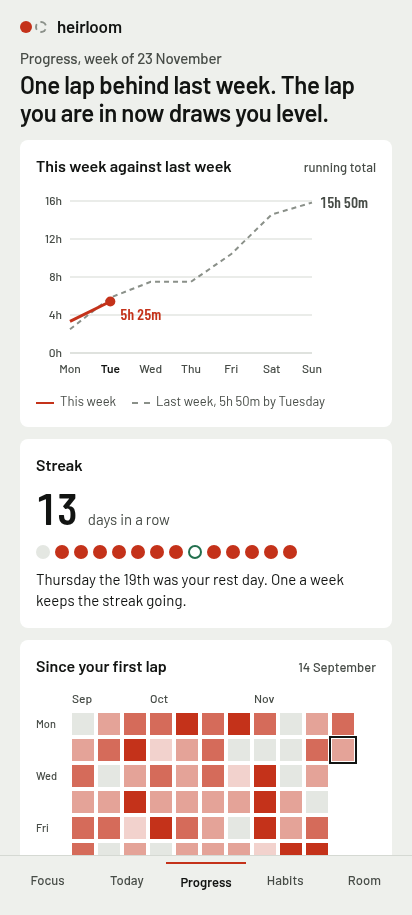 heirloom
Progress, week of 23 November
One lap behind last week. The lap
you are in now draws you level.
This week against last week
running total
16h
15h 50m
12h
8h
4h
5h 25m
0h
Mon Tue Wed Thu Fri Sat Sun
This week
Last week, 5h 50m by Tuesday
Streak
13 days in a row
Thursday the 19th was your rest day. One a week
keeps the streak going.
Since your first lap
14 September
Sep Oct Nov
Mon
Wed
Fri
Focus Today Progress Habits Room